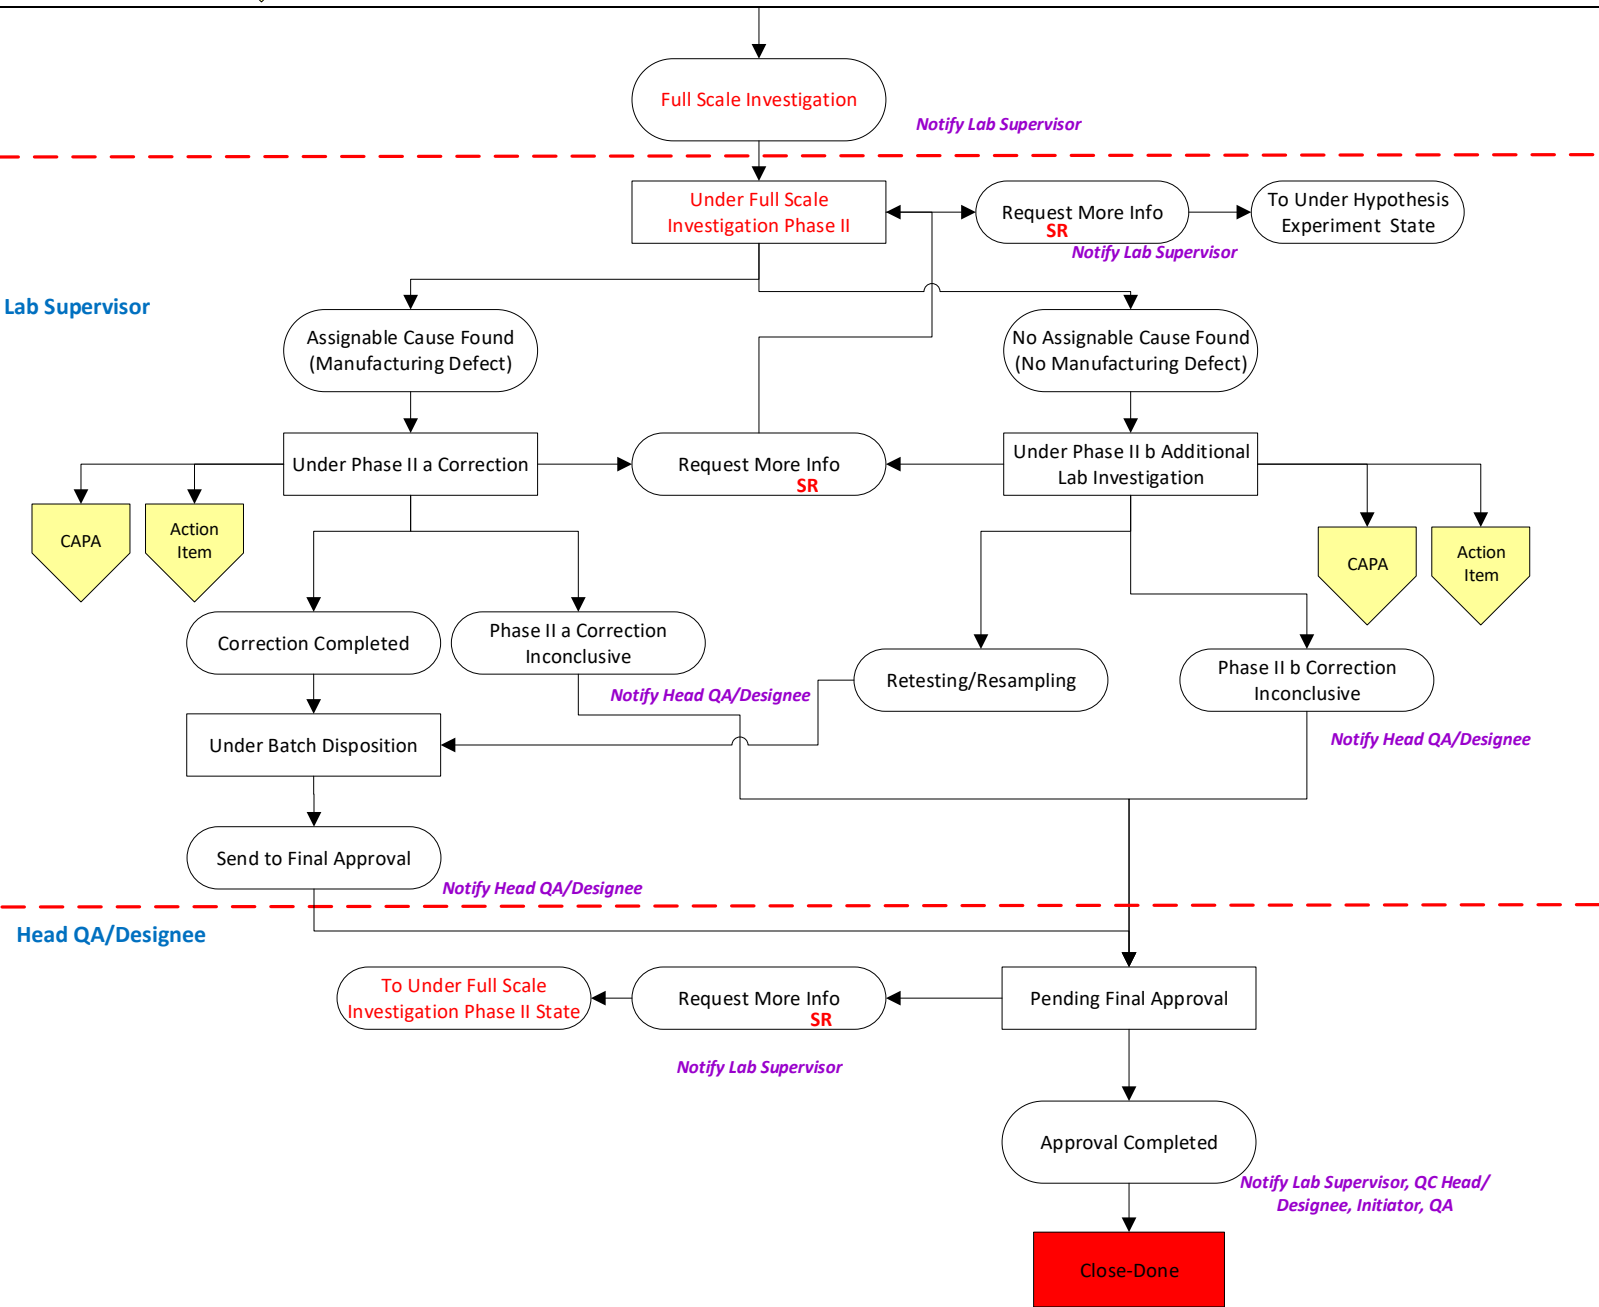 Full Scale Investigation
Notify Lab Supervisor
Under Full Scale
Investigation Phase II
Request More Info
SR
To Under Hypothesis
Experiment State
Notify Lab Supervisor
Lab Supervisor
Assignable Cause Found
(Manufacturing Defect)
No Assignable Cause Found
(No Manufacturing Defect)
Under Phase II a Correction
Request More Info
SR
Under Phase II b Additional
Lab Investigation
CAPA
Action
Item
CAPA
Action
Item
Correction Completed
Phase II a Correction
Inconclusive
Notify Head QA/Designee
Retesting/Resampling
Phase II b Correction
Inconclusive
Notify Head QA/Designee
Under Batch Disposition
Send to Final Approval
Notify Head QA/Designee
Head QA/Designee
To Under Full Scale
Investigation Phase II State
Request More Info
SR
Pending Final Approval
Notify Lab Supervisor
Approval Completed
Notify Lab Supervisor, QC Head/
Designee, Initiator, QA
Close-Done